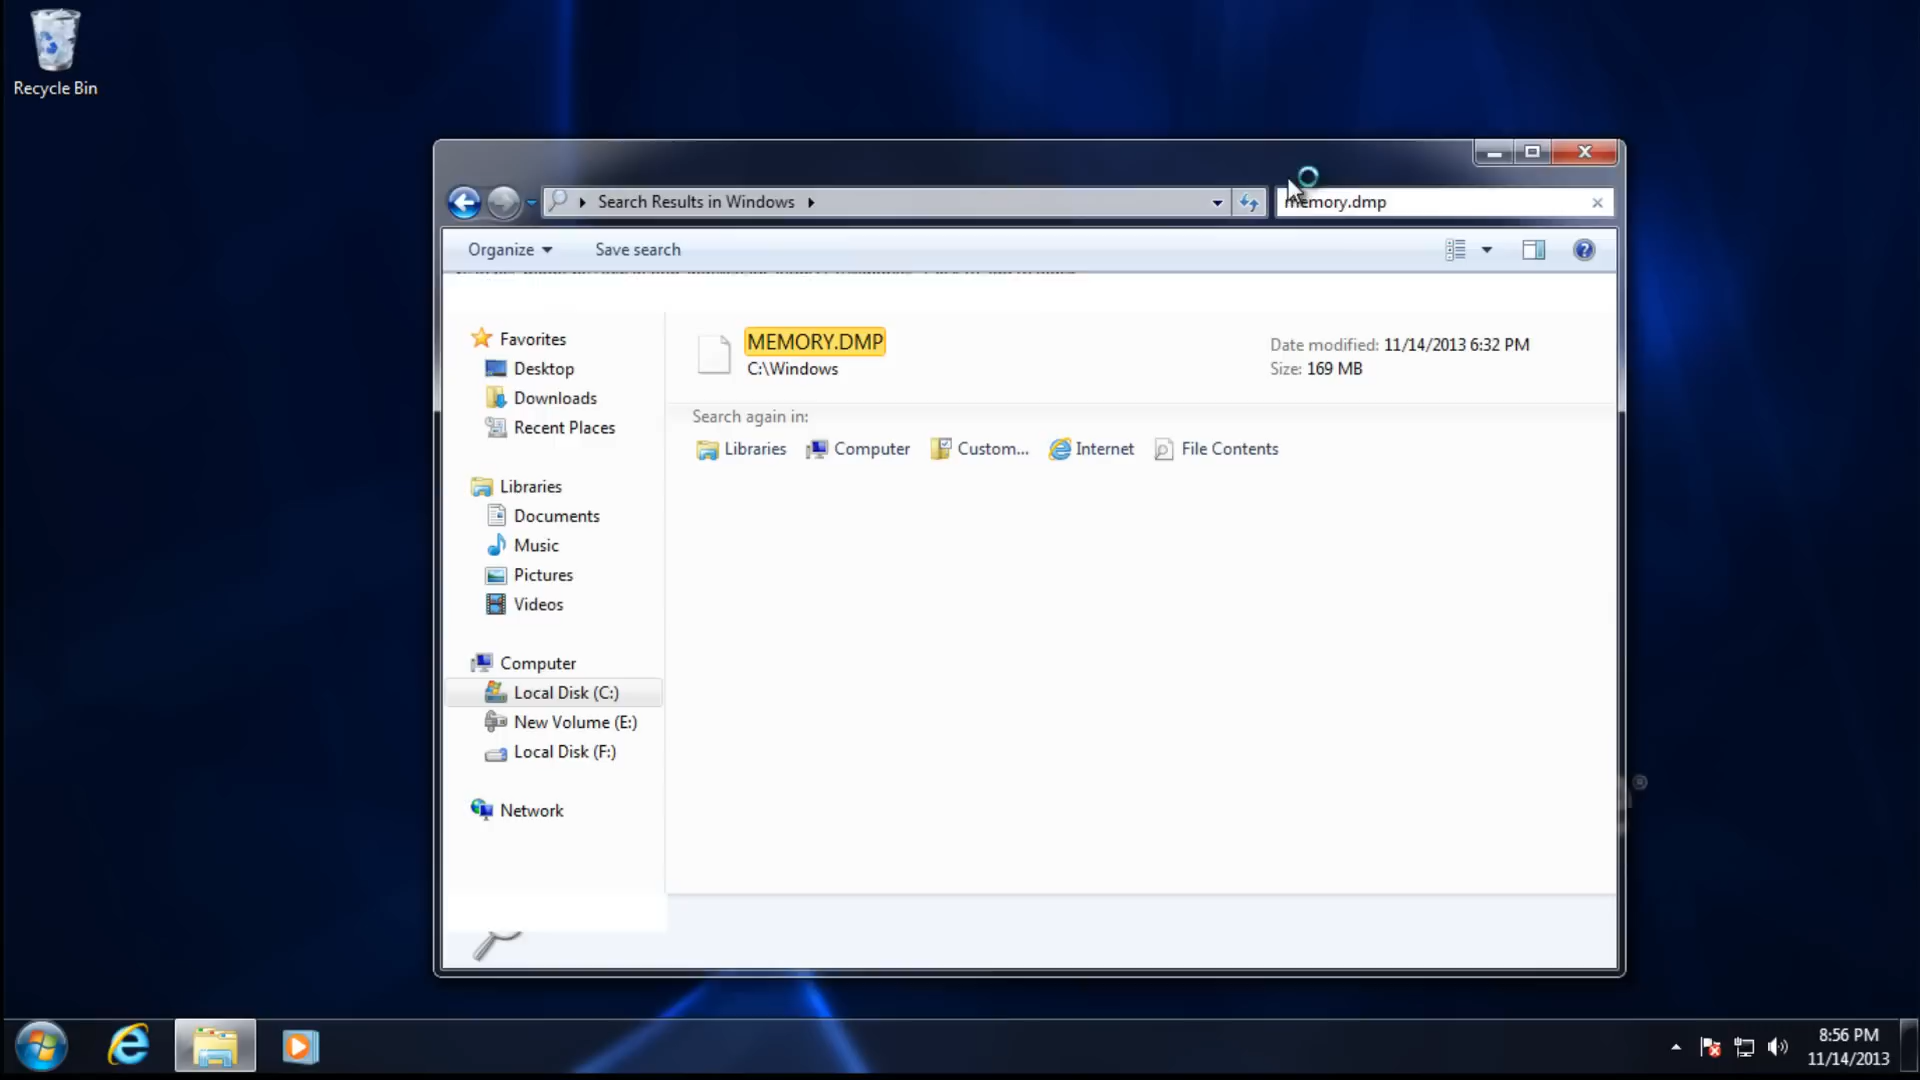 Recycle Bin
Search Results in Windows
memory.dmp
Organize
Save search
Favorites
Desktop
Downloads
Recent Places
Libraries
Documents
Music
Pictures
Videos
Computer
Local Disk (C:)
New Volume (E:)
Local Disk (F:)
Network
MEMORY.DMP
C:\Windows
Date modified: 11/14/2013 6:32 PM
Size: 169 MB
Search again in:
Libraries
Computer
Custom...
Internet
File Contents
8:56 PM
11/14/2013